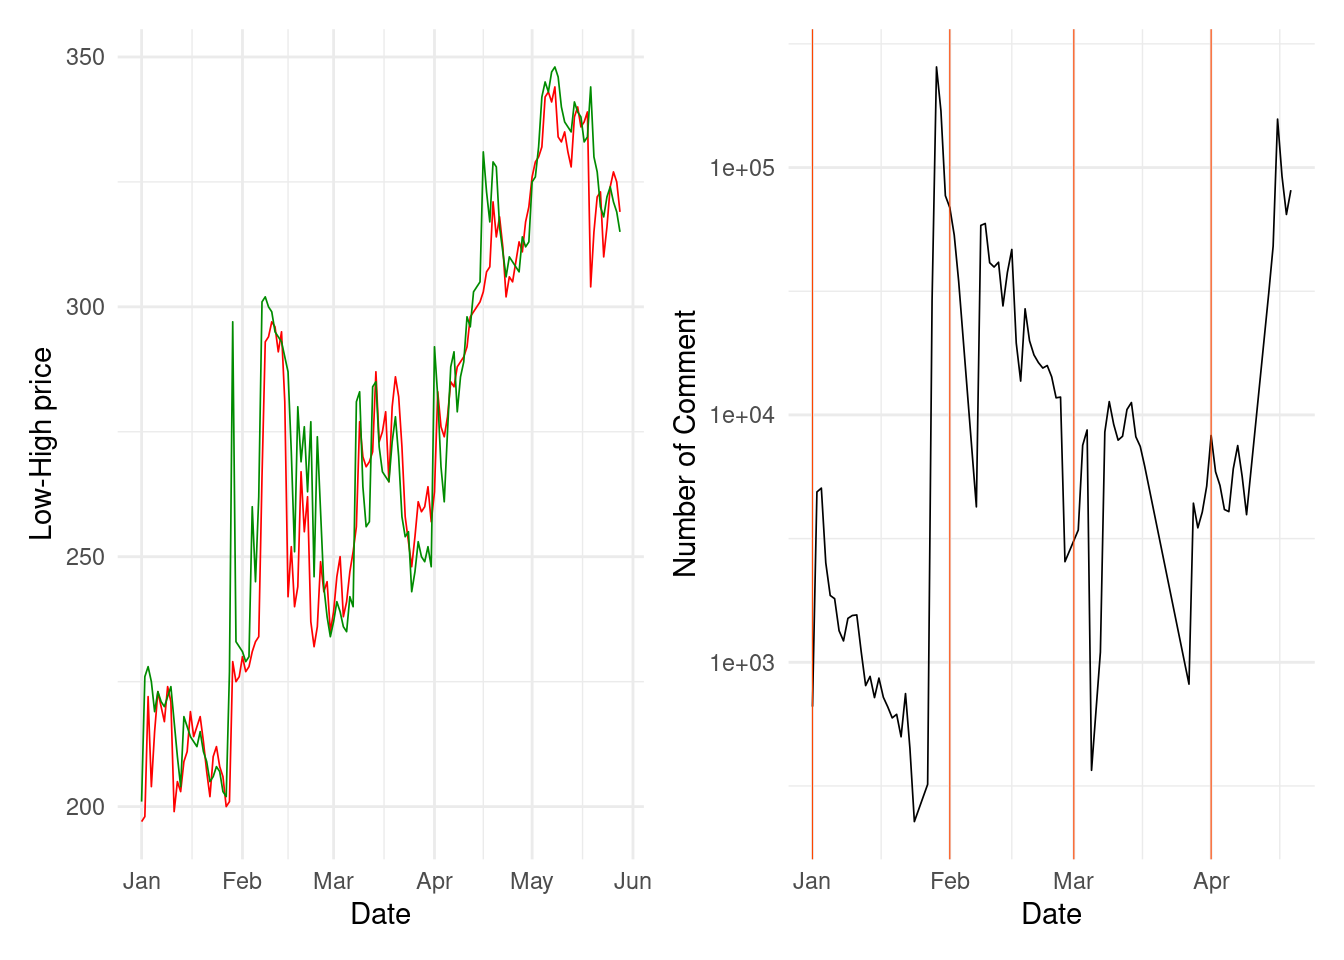 Low-High price
350
300
250
200
Jan Feb Mar Apr May Jun
Date
Number of Comment
1e+05
1e+04
1e+03
Jan Feb Mar Apr
Date